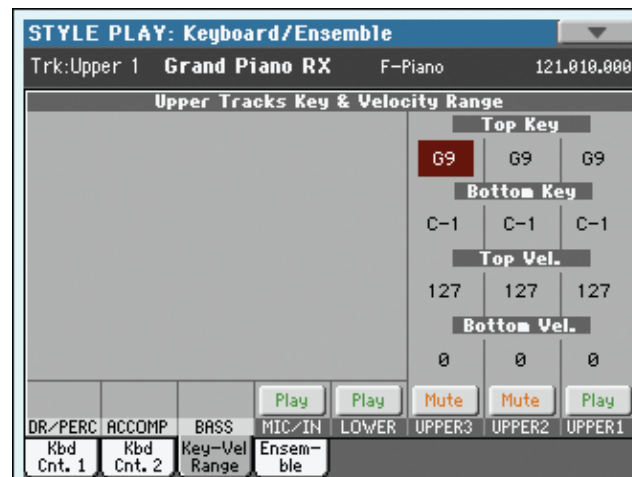 STYLE PLAY: Keyboard/Ensemble
Trk:Upper 1 Grand Piano RX F-Piano 121.010.000
Upper Tracks Key & Velocity Range
Top Key
G9 G9 G9
Bottom Key
C-1 C-1 C-1
Top Vel.
127 127 127
Bottom Vel.
0 0 0
Play Play Mute Mute Play
DR/PERC ACCOMP BASS MIC/IN LOWER UPPER3 UPPER2 UPPER1
Kbd Kbd Key-Vel Ensem-
Cnt. 1 Cnt. 2 Range ble